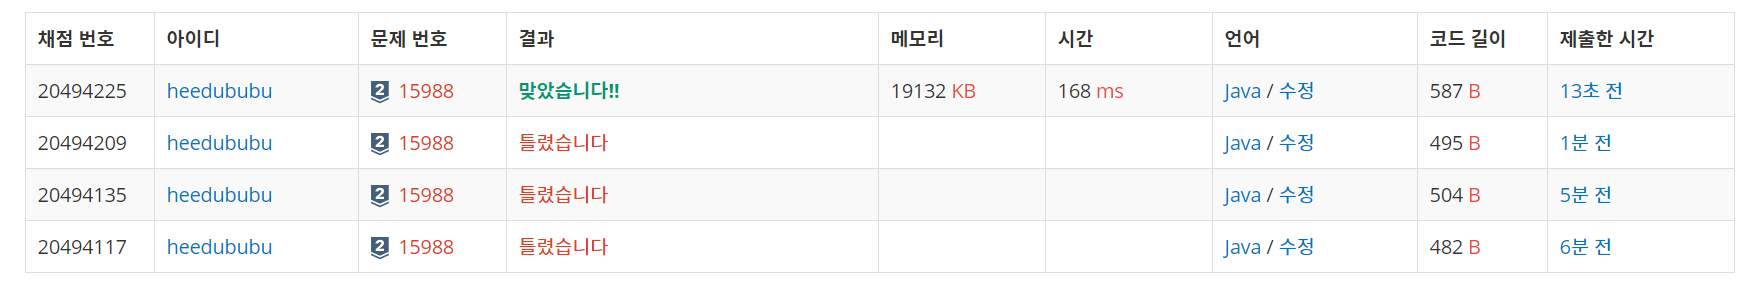 채점 번호 아이디 문제 번호 결과 메모리 시간 언어 코드 길이 제출한 시간
20494225 heedububu 2 15988 맞았습니다!! 19132 KB 168 ms Java / 수정 587 B 13초 전
20494209 heedububu 2 15988 틀렸습니다 Java / 수정 495 B 1분 전
20494135 heedububu 2 15988 틀렸습니다 Java / 수정 504 B 5분 전
20494117 heedububu 2 15988 틀렸습니다 Java / 수정 482 B 6분 전